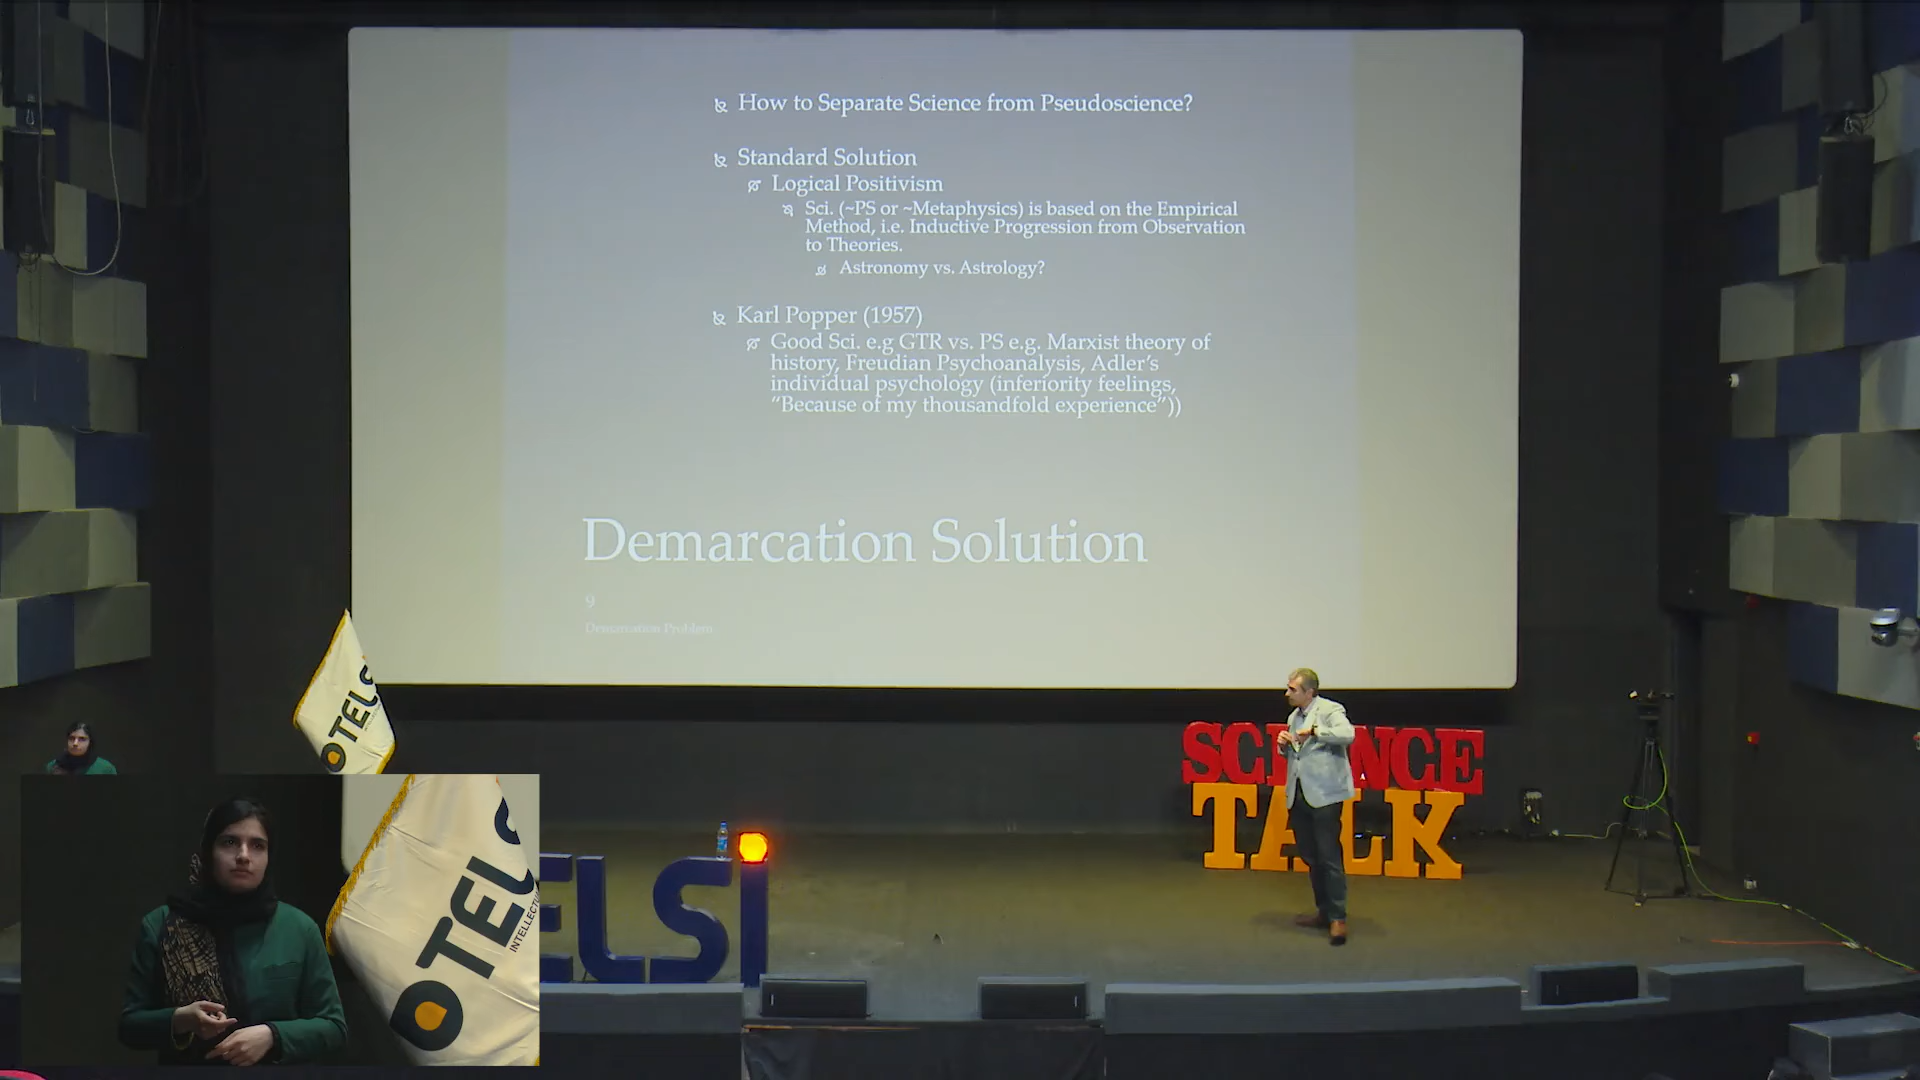 How to Separate Science from Pseudoscience?
Standard Solution
Logical Positivism
Sci. (~PS or ~Metaphysics) is based on the Empirical
Method, i.e. Inductive Progression from Observation
to Theories.
Astronomy vs. Astrology?
Karl Popper (1957)
Good Sci. e.g GTR vs. PS e.g. Marxist theory of
history, Freudian Psychoanalysis, Adler's
individual psychology (inferiority feelings,
“Because of my thousandfold experience”))
Demarcation Solution
9
Demarcation Problem
OTELS
SCIENCE
TALK
ELSI
OTELS